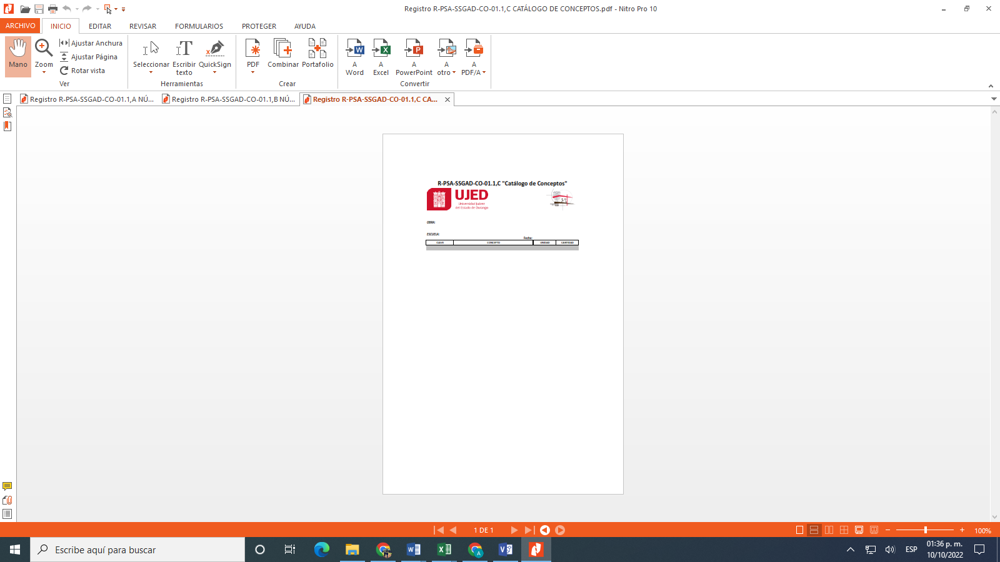 Registro R-PSA-SSGAD-CO-01.1,C CATÁLOGO DE CONCEPTOS.pdf - Nitro Pro 10
ARCHIVO INICIO EDITAR REVISAR FORMULARIOS PROTEGER AYUDA
Mano
Zoom
Ajustar Anchura
Ajustar Página
Rotar vista
Ver
Seleccionar
Escribir texto
QuickSign
Herramientas
PDF
Combinar
Portafolio
Crear
A Word
A Excel
A PowerPoint
A otro
A PDF/A
Convertir
Registro R-PSA-SSGAD-CO-01.1,A NÚ... Registro R-PSA-SSGAD-CO-01.1,B NÚ... Registro R-PSA-SSGAD-CO-01.1,C CA...
R-PSA-SSGAD-CO-01.1,C "Catálogo de Conceptos"
UJED
Universidad Juárez
del Estado de Durango
OBRA:
ESCUELA:
Fecha:
CLAVE CONCEPTO UNIDAD CANTIDAD
1 DE 1
100%
Escribe aquí para buscar
ESP
01:36 p. m.
10/10/2022